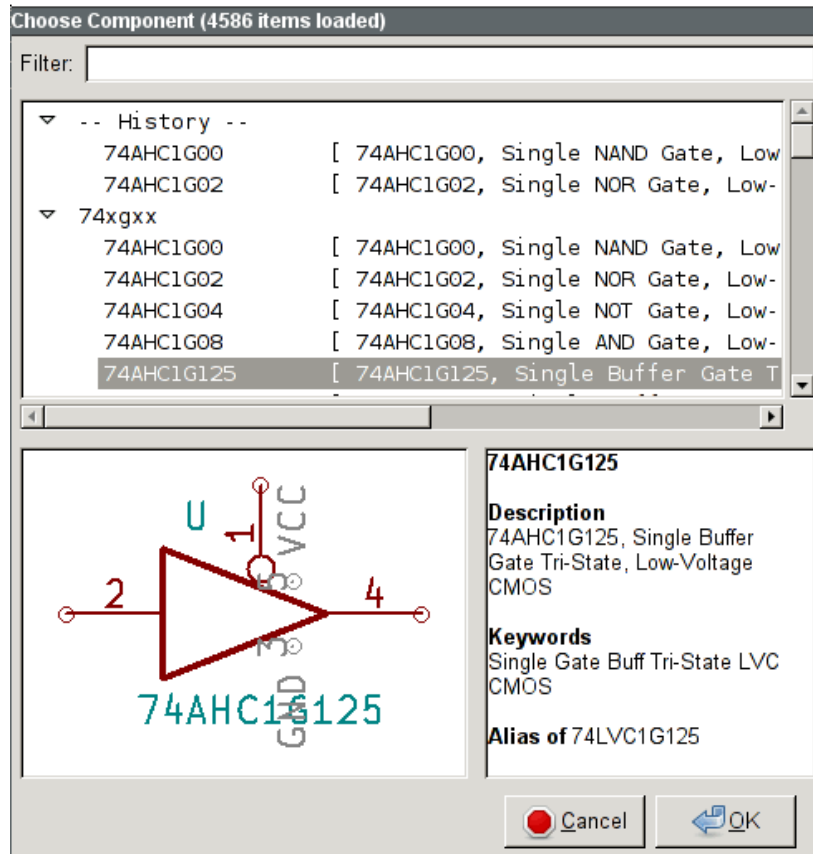 Choose Component (4586 items loaded)
Filter:
-- History --
74AHC1G00 [ 74AHC1G00, Single NAND Gate, Low
74AHC1G02 [ 74AHC1G02, Single NOR Gate, Low-
74xgxx
74AHC1G00 [ 74AHC1G00, Single NAND Gate, Low
74AHC1G02 [ 74AHC1G02, Single NOR Gate, Low-
74AHC1G04 [ 74AHC1G04, Single NOT Gate, Low-
74AHC1G08 [ 74AHC1G08, Single AND Gate, Low-
74AHC1G125 [ 74AHC1G125, Single Buffer Gate T
U
1
VCC
5
2
4
3
GND
74AHC1G125
74AHC1G125
Description
74AHC1G125, Single Buffer
Gate Tri-State, Low-Voltage
CMOS
Keywords
Single Gate Buff Tri-State LVC
CMOS
Alias of 74LVC1G125
Cancel
OK